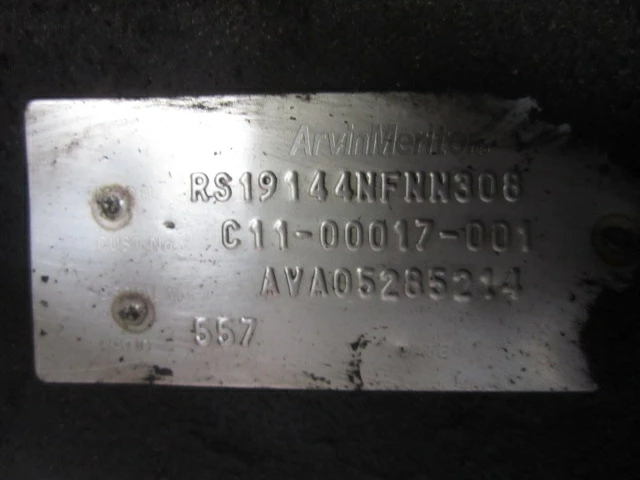 ArvinMeritor
RS19144NFNN308
C11-00017-001
AVA05285214
557